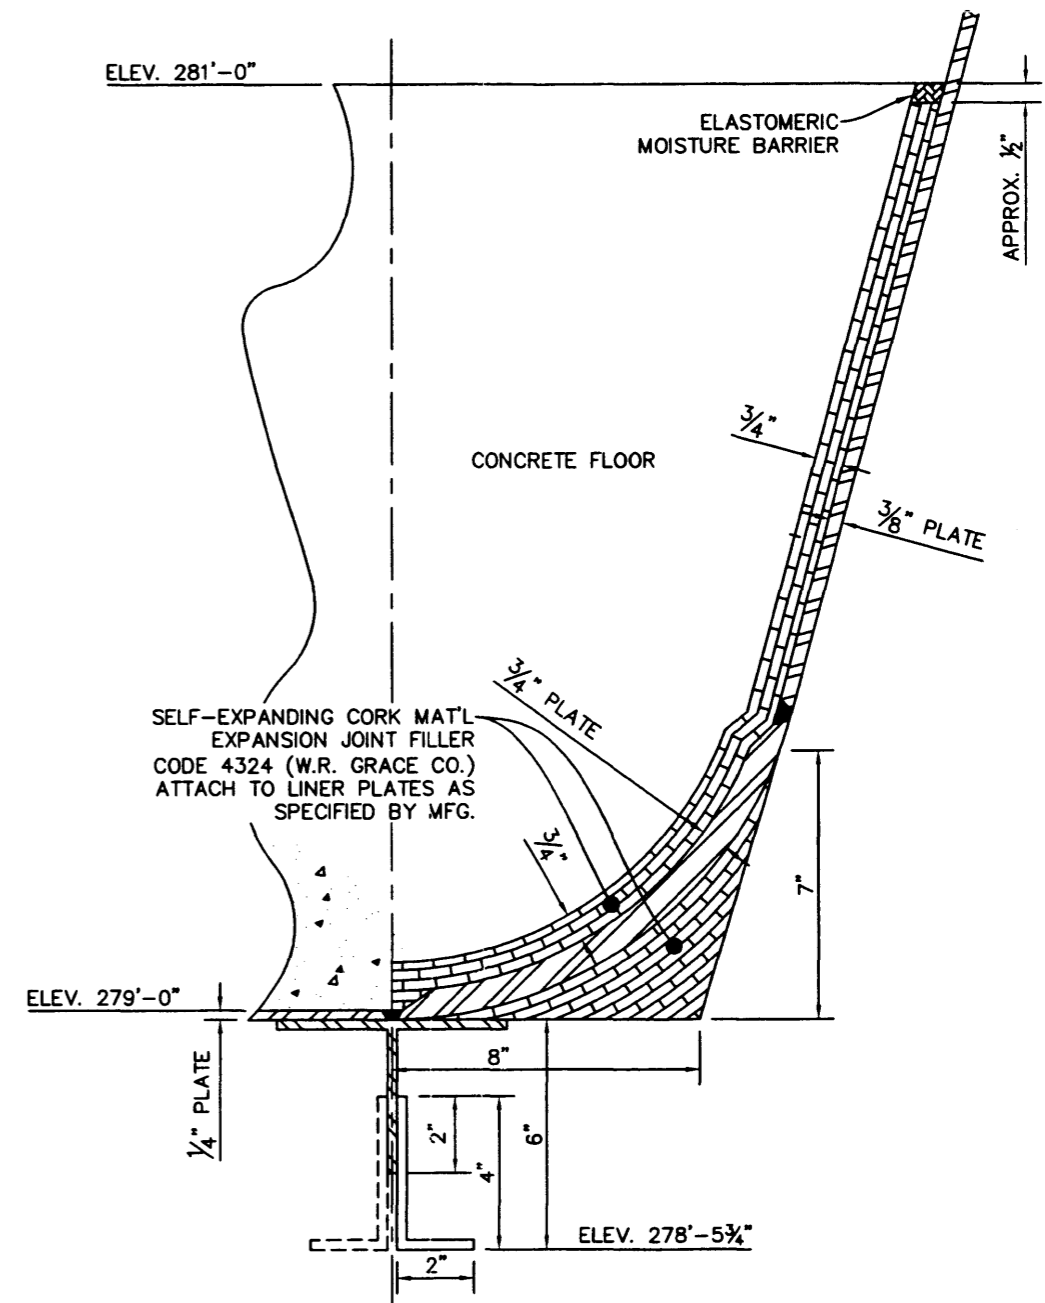 ELEV. 281'-0"
ELASTOMERIC
MOISTURE BARRIER
APPROX. ½"
¾"
CONCRETE FLOOR
⅜" PLATE
¾" PLATE
SELF-EXPANDING CORK MAT'L
EXPANSION JOINT FILLER
CODE 4324 (W.R. GRACE CO.)
ATTACH TO LINER PLATES AS
SPECIFIED BY MFG.
¾"
7"
ELEV. 279'-0"
8"
¼" PLATE
2"
4"
6"
ELEV. 278'-5¾"
2"